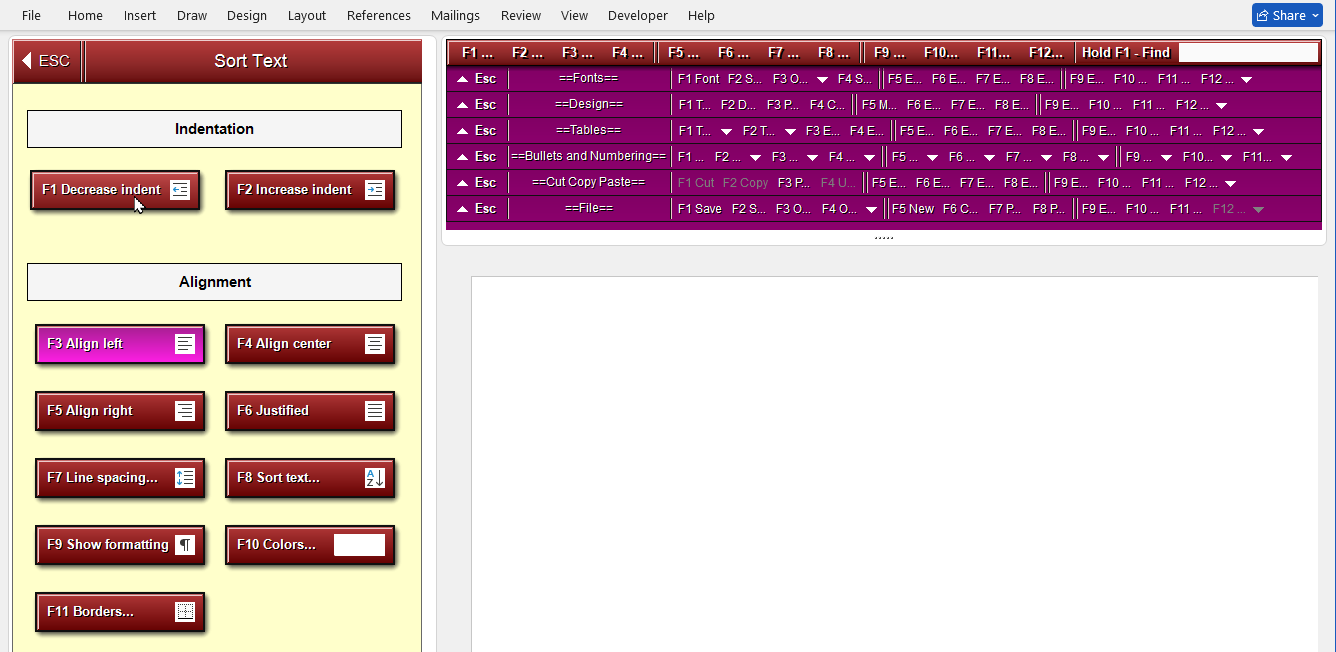 File Home Insert Draw Design Layout References Mailings Review View Developer Help Share
ESC Sort Text
Indentation
F1 Decrease indent F2 Increase indent
Alignment
F3 Align left F4 Align center
F5 Align right F6 Justified
F7 Line spacing... F8 Sort text...
F9 Show formatting ¶ F10 Colors...
F11 Borders...
F1 ... F2 ... F3 ... F4 ... F5 ... F6 ... F7 ... F8 ... F9 ... F10... F11... F12... Hold F1 - Find
Esc ==Fonts== F1 Font F2 S... F3 O... F4 S... F5 E... F6 E... F7 E... F8 E... F9 E... F10 ... F11 ... F12 ...
Esc ==Design== F1 T... F2 D... F3 P... F4 C... F5 M... F6 E... F7 E... F8 E... F9 E... F10 ... F11 ... F12 ...
Esc ==Tables== F1 T... F2 T... F3 E... F4 E... F5 E... F6 E... F7 E... F8 E... F9 E... F10 ... F11 ... F12 ...
Esc ==Bullets and Numbering== F1 ... F2 ... F3 ... F4 ... F5 ... F6 ... F7 ... F8 ... F9 ... F10... F11...
Esc ==Cut Copy Paste== F1 Cut F2 Copy F3 P... F4 U... F5 E... F6 E... F7 E... F8 E... F9 E... F10 ... F11 ... F12 ...
Esc ==File== F1 Save F2 S... F3 O... F4 O... F5 New F6 C... F7 P... F8 P... F9 E... F10 ... F11 ... F12 ...